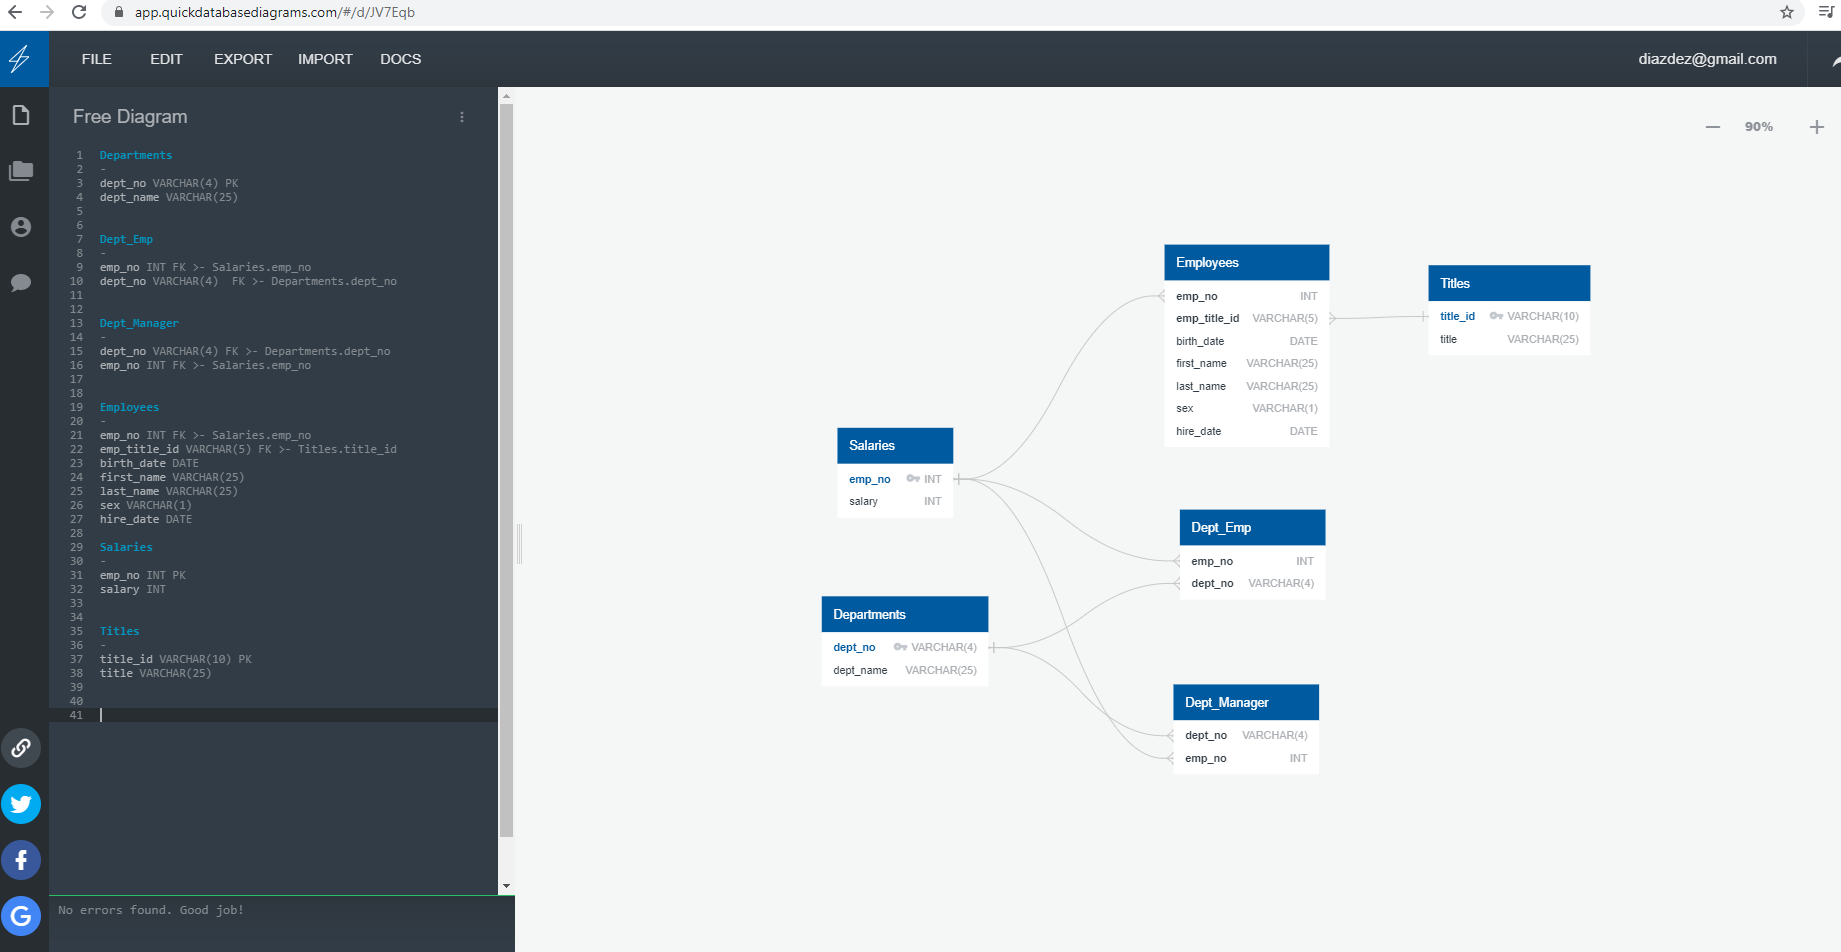 app.quickdatabasediagrams.com/#/d/JV7Eqb
FILE EDIT EXPORT IMPORT DOCS diazdez@gmail.com
Free Diagram
1 Departments
2 -
3 dept_no VARCHAR(4) PK
4 dept_name VARCHAR(25)
5
6
7 Dept_Emp
8 -
9 emp_no INT FK >- Salaries.emp_no
10 dept_no VARCHAR(4)  FK >- Departments.dept_no
11
12
13 Dept_Manager
14 -
15 dept_no VARCHAR(4) FK >- Departments.dept_no
16 emp_no INT FK >- Salaries.emp_no
17
18
19 Employees
20 -
21 emp_no INT FK >- Salaries.emp_no
22 emp_title_id VARCHAR(5) FK >- Titles.title_id
23 birth_date DATE
24 first_name VARCHAR(25)
25 last_name VARCHAR(25)
26 sex VARCHAR(1)
27 hire_date DATE
28
29 Salaries
30 -
31 emp_no INT PK
32 salary INT
33
34
35 Titles
36 -
37 title_id VARCHAR(10) PK
38 title VARCHAR(25)
39
40
41
No errors found. Good job!
90%
Employees
emp_no INT
emp_title_id VARCHAR(5)
birth_date DATE
first_name VARCHAR(25)
last_name VARCHAR(25)
sex VARCHAR(1)
hire_date DATE
Titles
title_id VARCHAR(10)
title VARCHAR(25)
Salaries
emp_no INT
salary INT
Dept_Emp
emp_no INT
dept_no VARCHAR(4)
Departments
dept_no VARCHAR(4)
dept_name VARCHAR(25)
Dept_Manager
dept_no VARCHAR(4)
emp_no INT